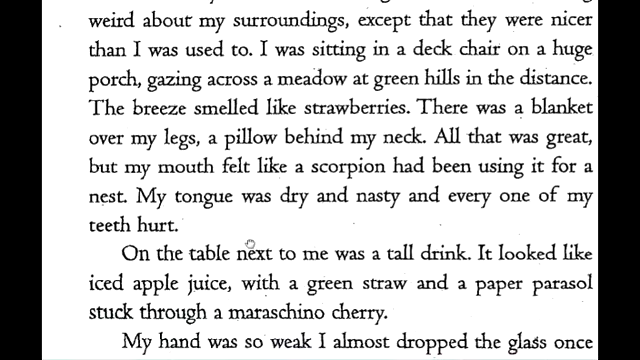 weird about my surroundings, except that they were nicer
than I was used to. I was sitting in a deck chair on a huge
porch, gazing across a meadow at green hills in the distance.
The breeze smelled like strawberries. There was a blanket
over my legs, a pillow behind my neck. All that was great,
but my mouth felt like a scorpion had been using it for a
nest. My tongue was dry and nasty and every one of my
teeth hurt.
On the table next to me was a tall drink. It looked like
iced apple juice, with a green straw and a paper parasol
stuck through a maraschino cherry.
My hand was so weak I almost dropped the glass once